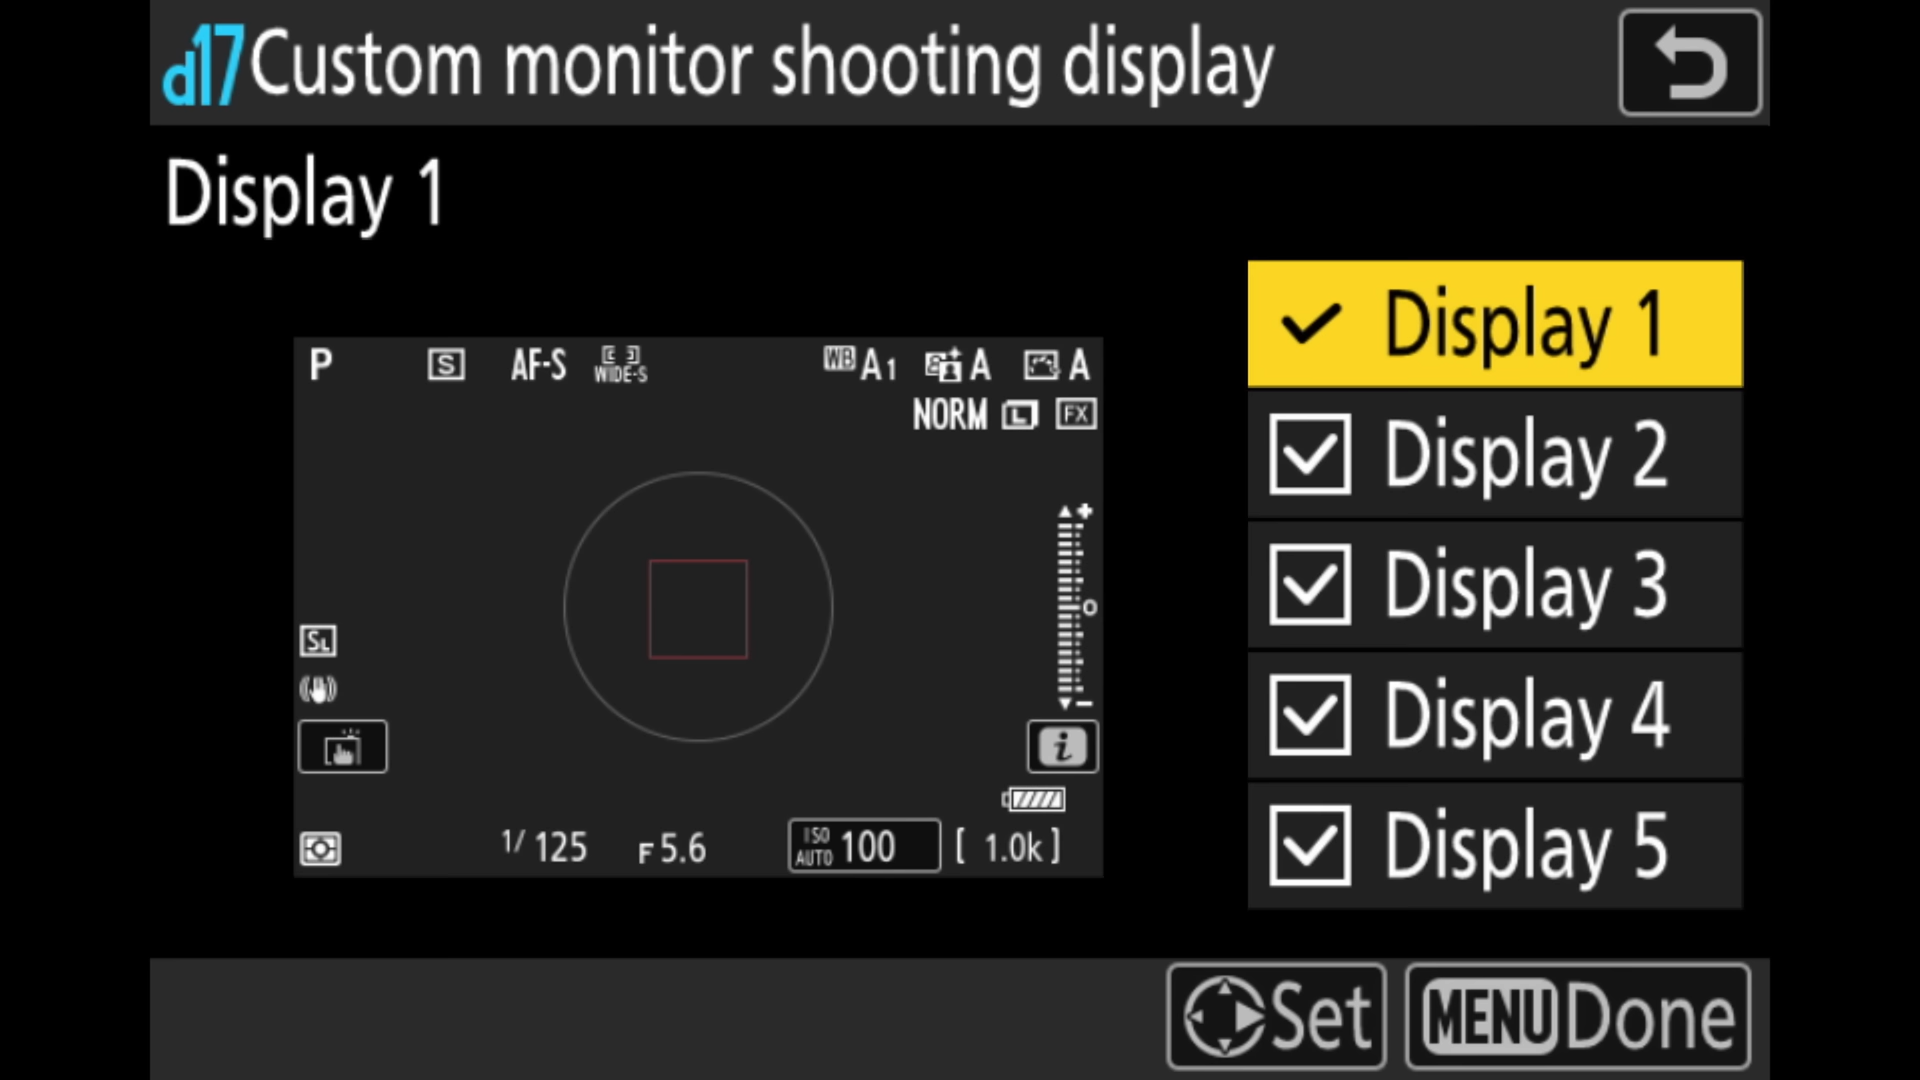 d17 Custom monitor shooting display
Display 1
P S AF-S WIDE-S WB A1 A A
NORM L FX
SL
i
1/125 F5.6 ISO AUTO 100 [ 1.0k ]
Display 1
Display 2
Display 3
Display 4
Display 5
Set MENU Done